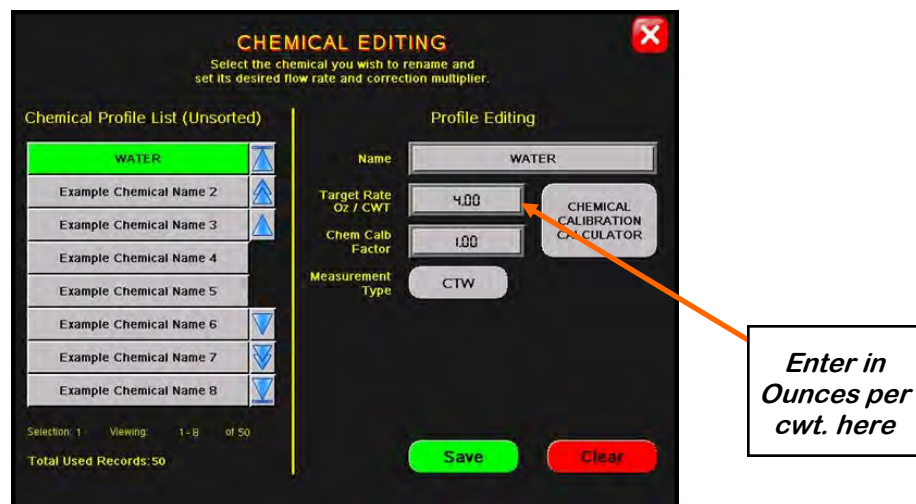 CHEMICAL EDITING
Select the chemical you wish to rename and
set its desired flow rate and correction multiplier.
Chemical Profile List (Unsorted)
WATER
Example Chemical Name 2
Example Chemical Name 3
Example Chemical Name 4
Example Chemical Name 5
Example Chemical Name 6
Example Chemical Name 7
Example Chemical Name 8
Selection: 1 Viewing: 1 - 8 of 50
Total Used Records: 50
Profile Editing
Name WATER
Target Rate
Oz / CWT
4.00
Chem Calb
Factor
1.00
CHEMICAL
CALIBRATION
CALCULATOR
Measurement
Type
CTW
Save
Clear
Enter in
Ounces per
cwt. here